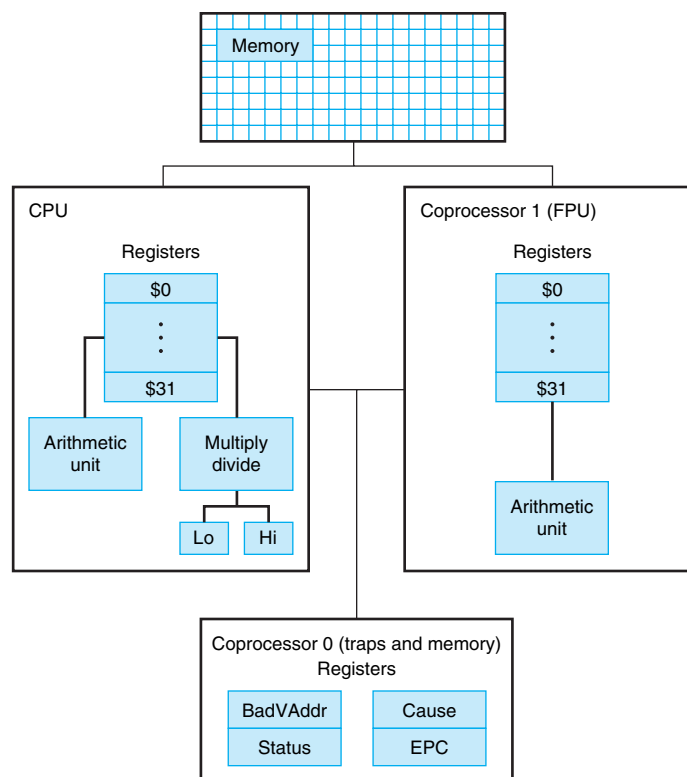 Memory
CPU
Registers
$0
$31
Arithmetic
unit
Multiply
divide
Lo
Hi
Coprocessor 1 (FPU)
Registers
$0
$31
Arithmetic
unit
Coprocessor 0 (traps and memory)
Registers
BadVAddr
Cause
Status
EPC